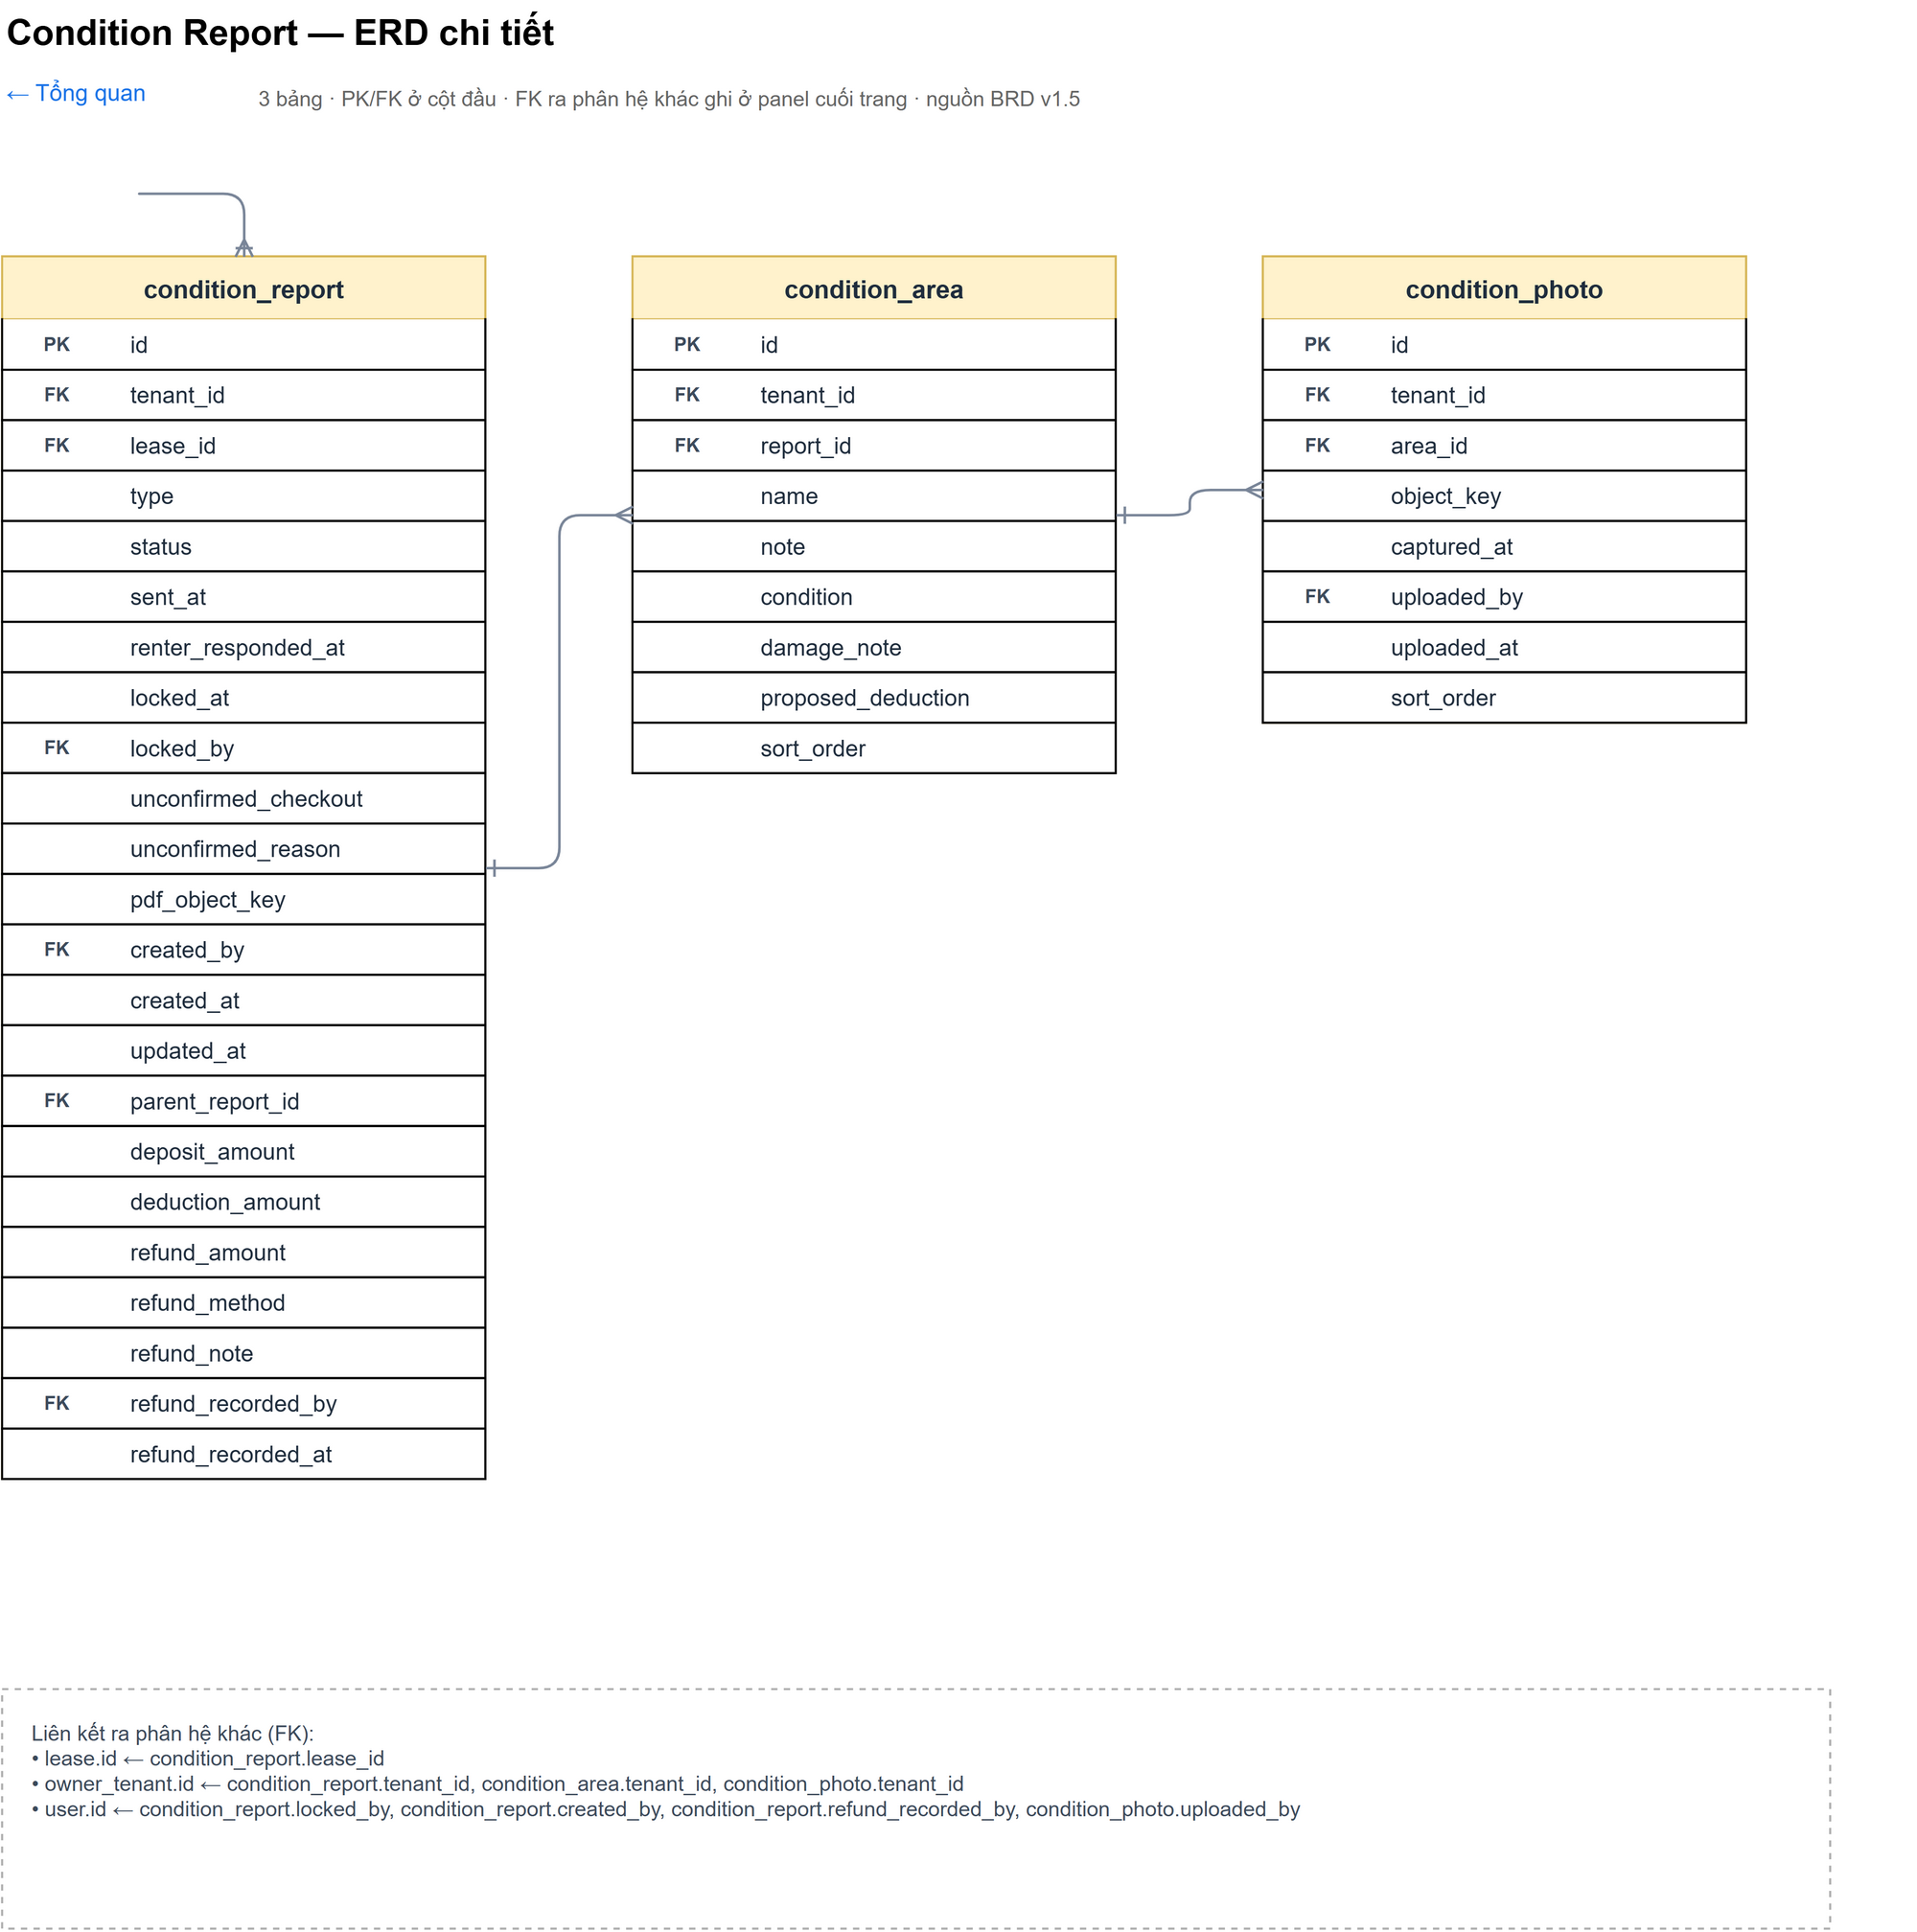 Condition Report — ERD chi tiết
← Tổng quan
3 bảng · PK/FK ở cột đầu · FK ra phân hệ khác ghi ở panel cuối trang · nguồn BRD v1.5
condition_report
PK id
FK tenant_id
FK lease_id
type
status
sent_at
renter_responded_at
locked_at
FK locked_by
unconfirmed_checkout
unconfirmed_reason
pdf_object_key
FK created_by
created_at
updated_at
FK parent_report_id
deposit_amount
deduction_amount
refund_amount
refund_method
refund_note
FK refund_recorded_by
refund_recorded_at
condition_area
PK id
FK tenant_id
FK report_id
name
note
condition
damage_note
proposed_deduction
sort_order
condition_photo
PK id
FK tenant_id
FK area_id
object_key
captured_at
FK uploaded_by
uploaded_at
sort_order
Liên kết ra phân hệ khác (FK):
• lease.id ← condition_report.lease_id
• owner_tenant.id ← condition_report.tenant_id, condition_area.tenant_id, condition_photo.tenant_id
• user.id ← condition_report.locked_by, condition_report.created_by, condition_report.refund_recorded_by, condition_photo.uploaded_by